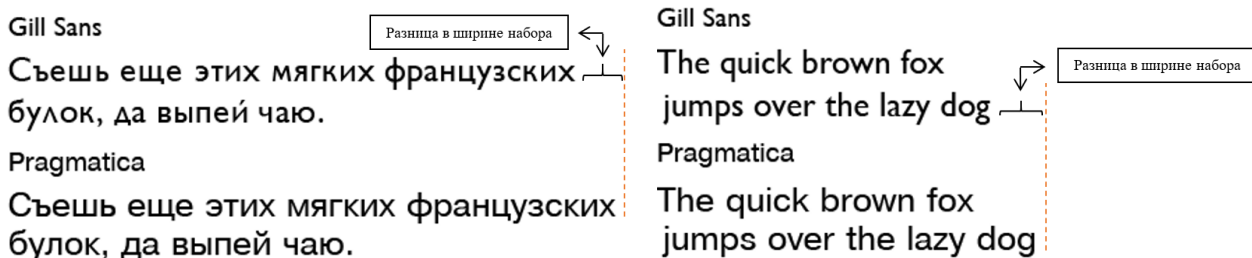 Gill Sans
Разница в ширине набора
Съешь еще этих мягких французских
булок, да выпей чаю.
Pragmatica
Съешь еще этих мягких французских
булок, да выпей чаю.
Gill Sans
The quick brown fox
Разница в ширине набора
jumps over the lazy dog
Pragmatica
The quick brown fox
jumps over the lazy dog